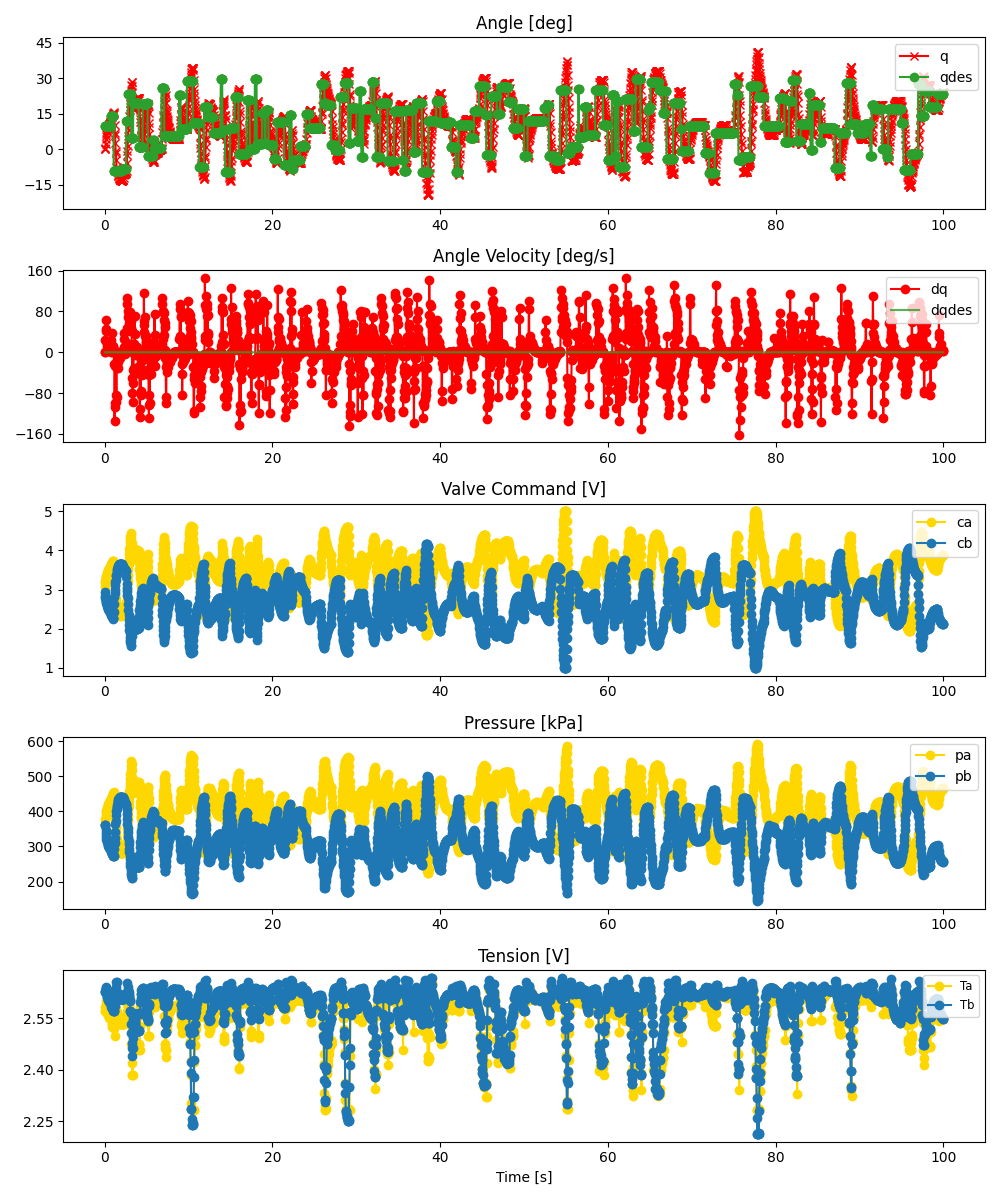 Angle [deg]
45
30
15
0
−15
q
qdes
0 20 40 60 80 100
Angle Velocity [deg/s]
160
80
0
−80
−160
dq
dqdes
0 20 40 60 80 100
Valve Command [V]
5
4
3
2
1
ca
cb
0 20 40 60 80 100
Pressure [kPa]
600
500
400
300
200
pa
pb
0 20 40 60 80 100
Tension [V]
2.55
2.40
2.25
Ta
Tb
0 20 40 60 80 100
Time [s]